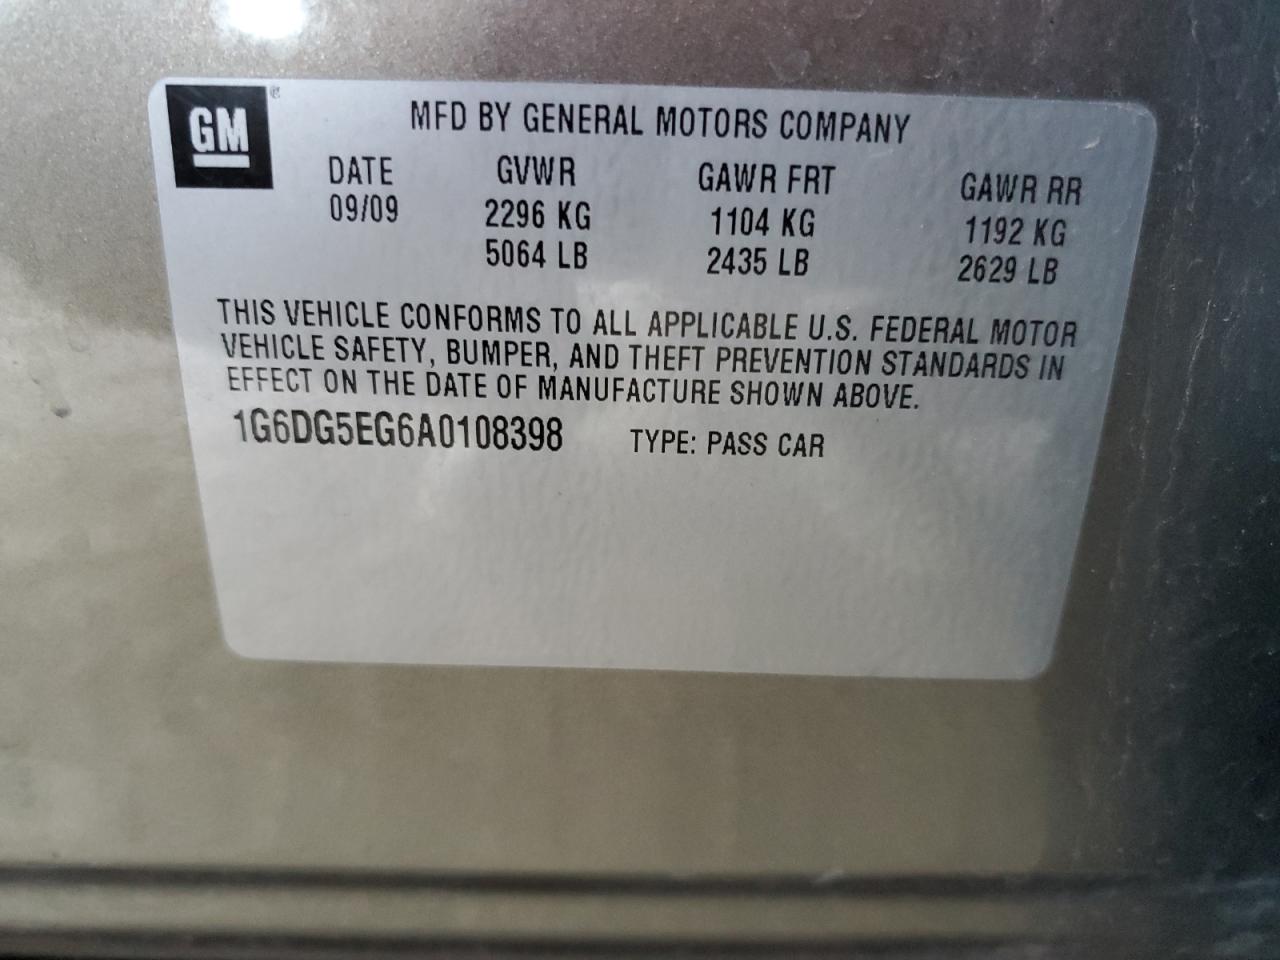 GM
MFD BY GENERAL MOTORS COMPANY
DATE GVWR GAWR FRT GAWR RR
09/09 2296 KG 1104 KG 1192 KG
5064 LB 2435 LB 2629 LB
THIS VEHICLE CONFORMS TO ALL APPLICABLE U.S. FEDERAL MOTOR
VEHICLE SAFETY, BUMPER, AND THEFT PREVENTION STANDARDS IN
EFFECT ON THE DATE OF MANUFACTURE SHOWN ABOVE.
1G6DG5EG6A0108398 TYPE: PASS CAR